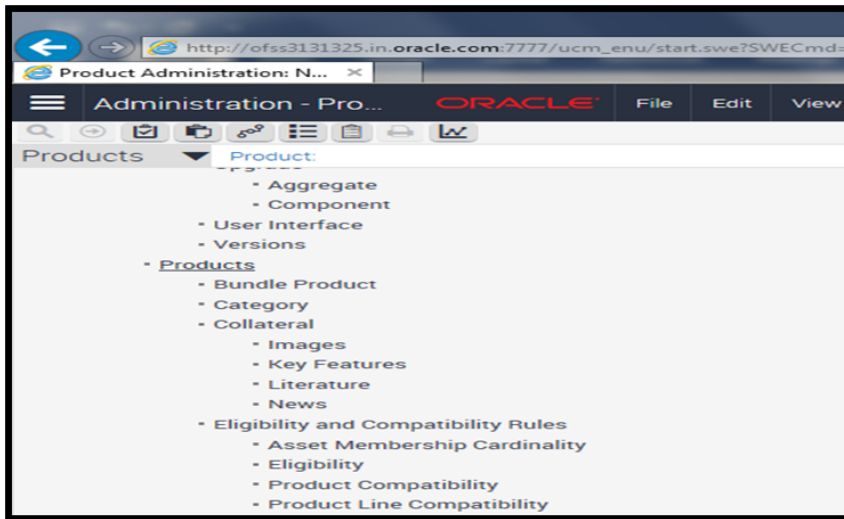 http://ofss3131325.in.oracle.com:7777/ucm_enu/start.swe?SWECmd=
Product Administration: N... ×
Administration - Pro... ORACLE File Edit View
Products Product:
Upgrade
- Aggregate
- Component
- User Interface
- Versions
- Products
- Bundle Product
- Category
- Collateral
- Images
- Key Features
- Literature
- News
- Eligibility and Compatibility Rules
- Asset Membership Cardinality
- Eligibility
- Product Compatibility
- Product Line Compatibility